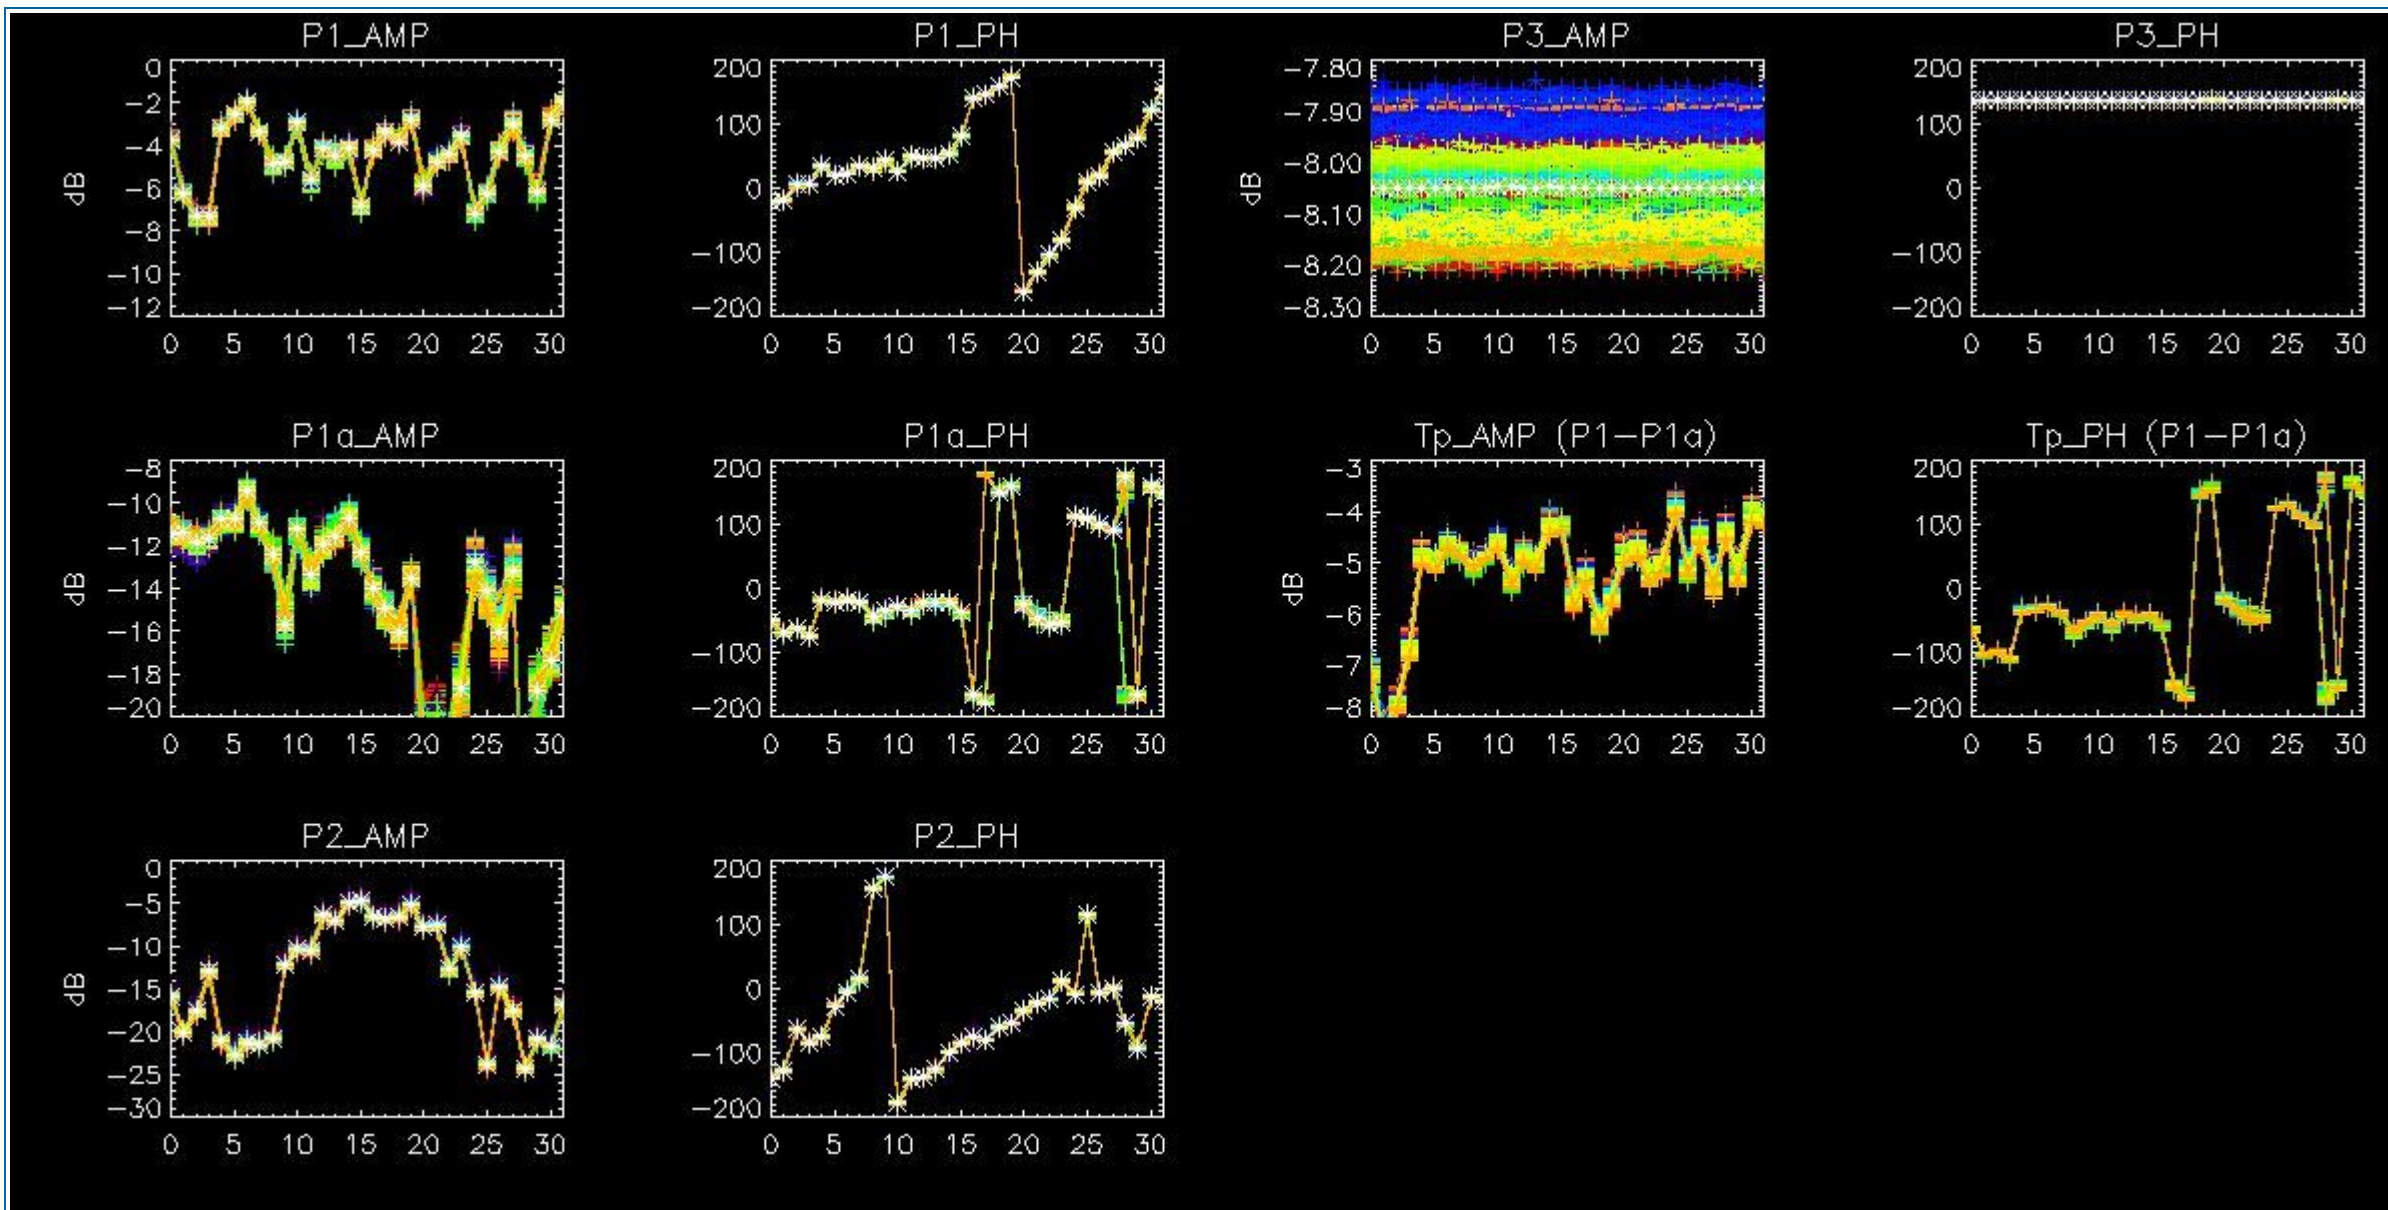 P1_AMP P1_PH P3_AMP P3_PH
0 200 −7.80 200
−2 100 −7.90 100
−4 0 −8.00 0
−6 −100 −8.10 −100
−8 −200 −8.20 −200
−10 −8.30
−12
dB dB
0 5 10 15 20 25 30 0 5 10 15 20 25 30 0 5 10 15 20 25 30 0 5 10 15 20 25 30
P1a_AMP P1a_PH Tp_AMP (P1−P1a) Tp_PH (P1−P1a)
−8 200 −3 200
−10 100 −4 100
−12 0 −5 0
−14 −100 −6 −100
−16 −200 −7 −200
−18 −8
−20
dB dB
0 5 10 15 20 25 30 0 5 10 15 20 25 30 0 5 10 15 20 25 30 0 5 10 15 20 25 30
P2_AMP P2_PH
0 200
−5 100
−10 0
−15 −100
−20 −200
−25
−30
dB
0 5 10 15 20 25 30 0 5 10 15 20 25 30